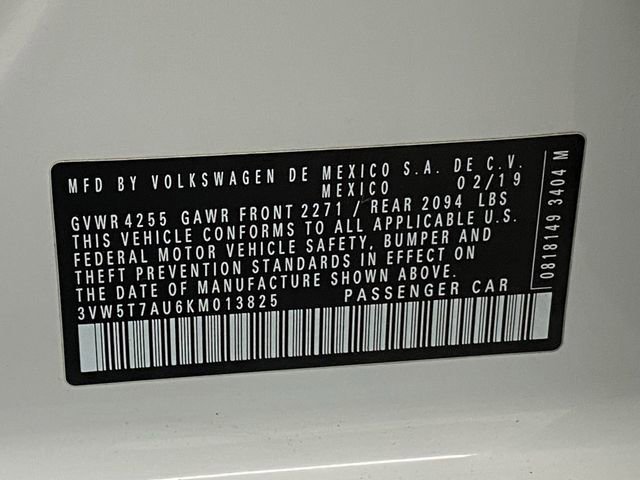 MFD BY VOLKSWAGEN DE MEXICO S.A. DE C.V.
MEXICO 02/19
GVWR 4255 GAWR FRONT 2271 / REAR 2094 LBS
THIS VEHICLE CONFORMS TO ALL APPLICABLE U.S.
FEDERAL MOTOR VEHICLE SAFETY, BUMPER AND
THEFT PREVENTION STANDARDS IN EFFECT ON
THE DATE OF MANUFACTURE SHOWN ABOVE.
3VW5T7AU6KM013825 PASSENGER CAR
0818149 3404 M